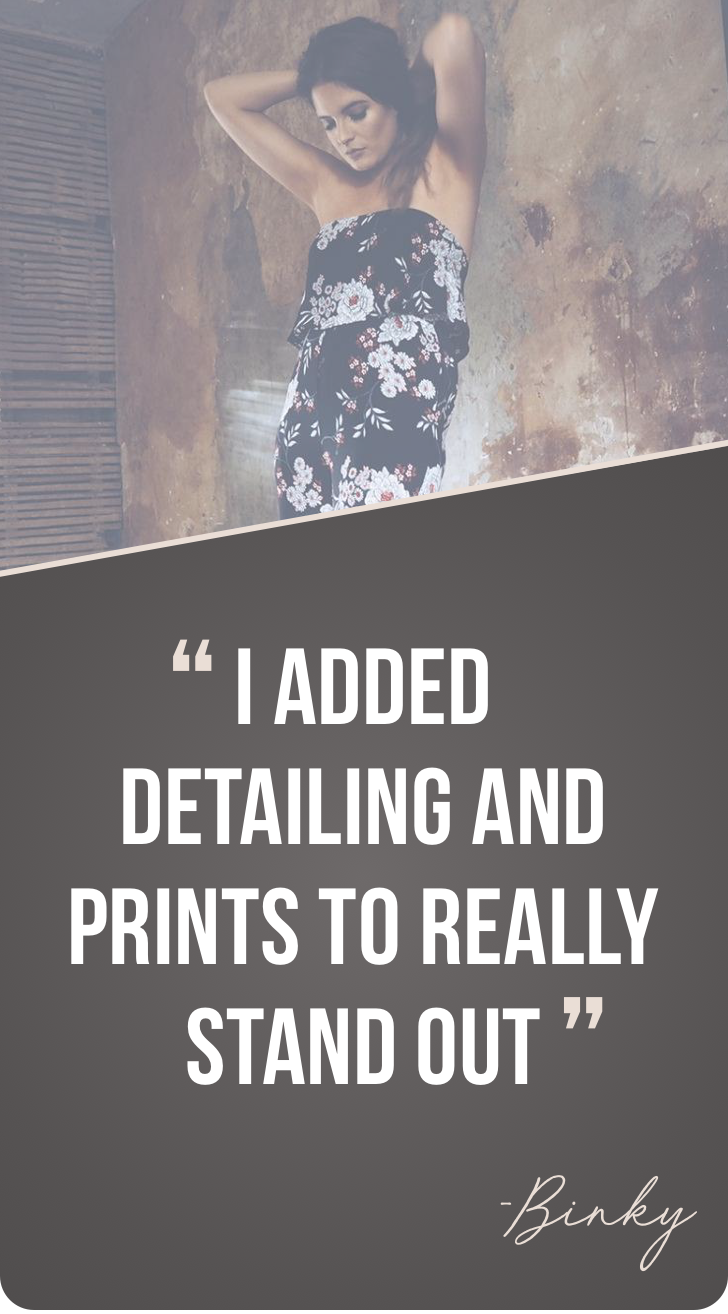 “ I ADDED
DETAILING AND
PRINTS TO REALLY
STAND OUT ”
-Binky